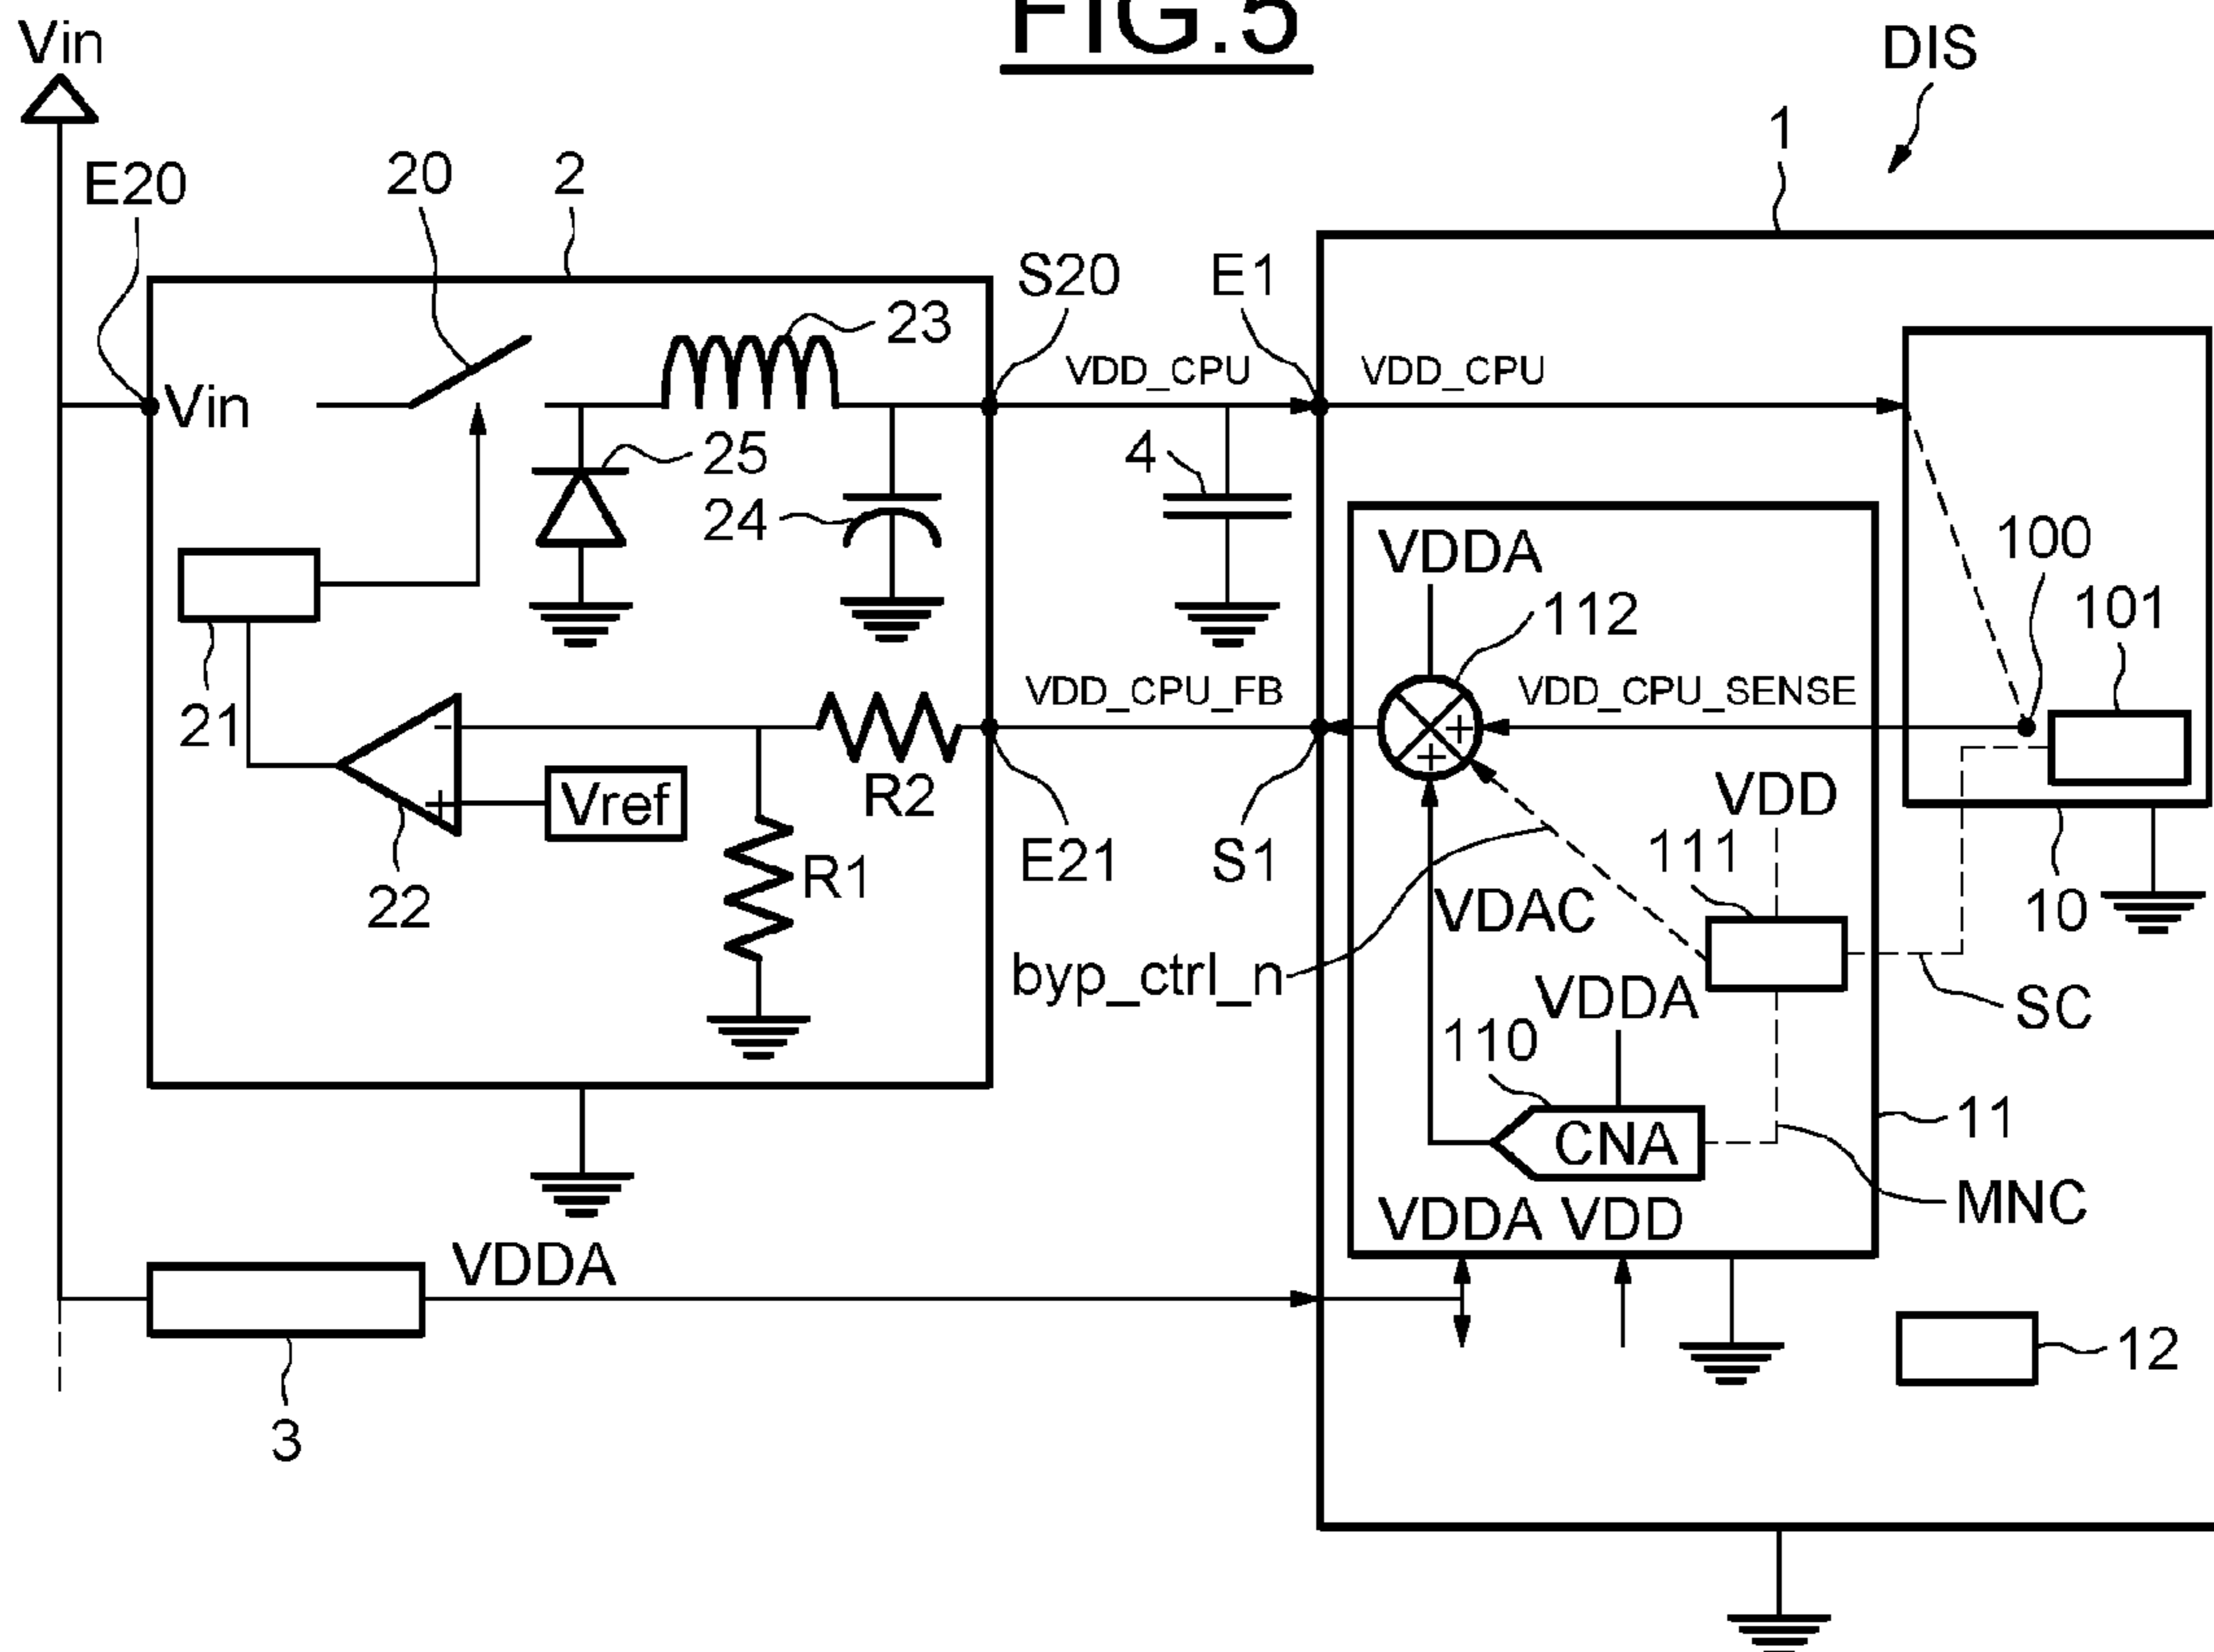 FIG.5
Vin
DIS
1
E20
20
2
S20
E1
23
VDD_CPU
VDD_CPU
Vin
25
4
24
VDDA
100
112
101
21
VDD_CPU_FB
VDD_CPU_SENSE
-
+
+
R2
VDD
Vref
+
22
R1
E21
S1
111
10
VDAC
byp_ctrl_n
VDDA
SC
110
11
CNA
MNC
VDDA VDD
VDDA
12
3